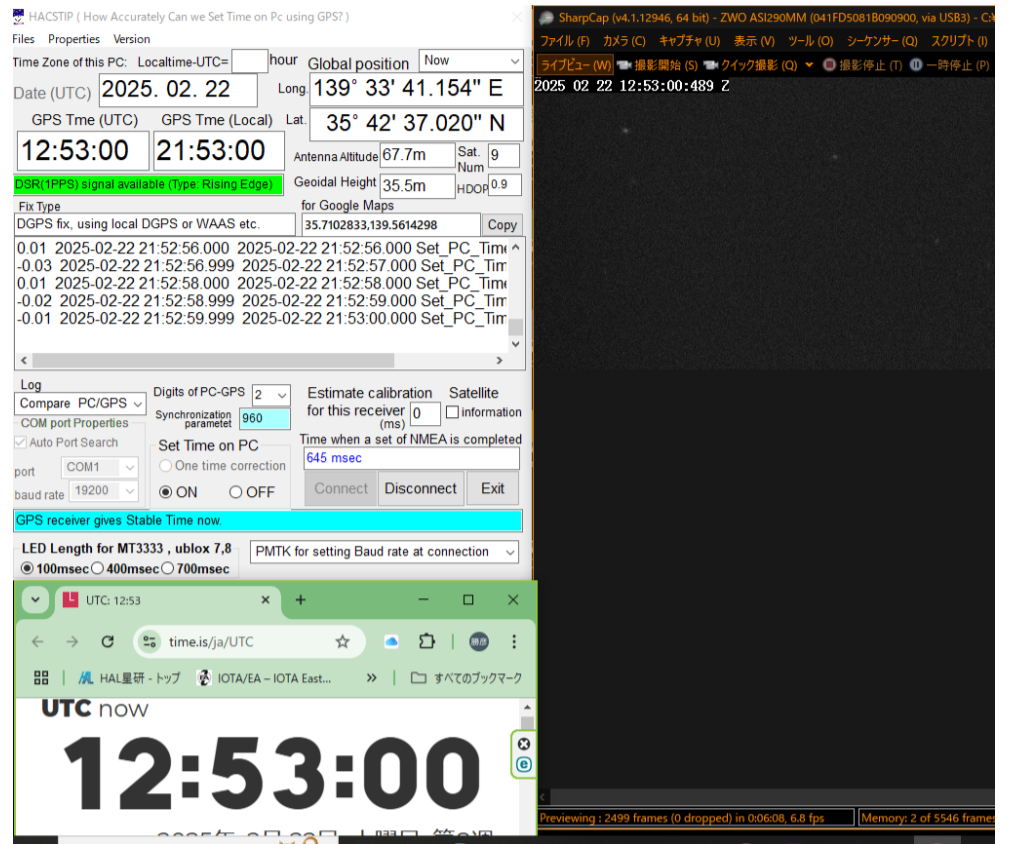 HACSTIP ( How Accurately Can we Set Time on Pc using GPS? )
Files Properties Version
Time Zone of this PC: Localtime-UTC= hour
Global position Now
Date (UTC) 2025. 02. 22
Long. 139° 33' 41.154" E
GPS Tme (UTC) GPS Tme (Local)
Lat. 35° 42' 37.020" N
12:53:00 21:53:00
Antenna Altitude 67.7m Sat. Num 9
DSR(1PPS) signal available (Type: Rising Edge)
Geoidal Height 35.5m HDOP 0.9
Fix Type
for Google Maps
DGPS fix, using local DGPS or WAAS etc.
35.7102833,139.5614298 Copy
0.01 2025-02-22 21:52:56.000 2025-02-22 21:52:56.000 Set_PC_Time
-0.03 2025-02-22 21:52:56.999 2025-02-22 21:52:57.000 Set_PC_Tim
0.01 2025-02-22 21:52:58.000 2025-02-22 21:52:58.000 Set_PC_Time
-0.02 2025-02-22 21:52:58.999 2025-02-22 21:52:59.000 Set_PC_Tim
-0.01 2025-02-22 21:52:59.999 2025-02-22 21:53:00.000 Set_PC_Tim
Log
Compare PC/GPS
Digits of PC-GPS 2
Synchronization
parametet 960
Estimate calibration
for this receiver 0
(ms)
Satellite
information
COM port Properties
Auto Port Search
port COM1
baud rate 19200
Set Time on PC
One time correction
ON OFF
Time when a set of NMEA is completed
645 msec
Connect Disconnect Exit
GPS receiver gives Stable Time now.
LED Length for MT3333 , ublox 7,8
100msec 400msec 700msec
PMTK for setting Baud rate at connection
UTC: 12:53
time.is/ja/UTC
HAL星研 - トップ IOTA/EA – IOTA East... すべてのブックマーク
UTC now
12:53:00
SharpCap (v4.1.12946, 64 bit) - ZWO ASI290MM (041FD5081B090900, via USB3) - C:\
ファイル (F) カメラ (C) キャプチャ (U) 表示 (V) ツール (O) シーケンサー (Q) スクリプト (I)
ライブビュー (W) 撮影開始 (S) クイック撮影 (Q) 撮影停止 (T) 一時停止 (P)
2025 02 22 12:53:00:489 Z
Previewing : 2499 frames (0 dropped) in 0:06:08, 6.8 fps
Memory: 2 of 5546 frames